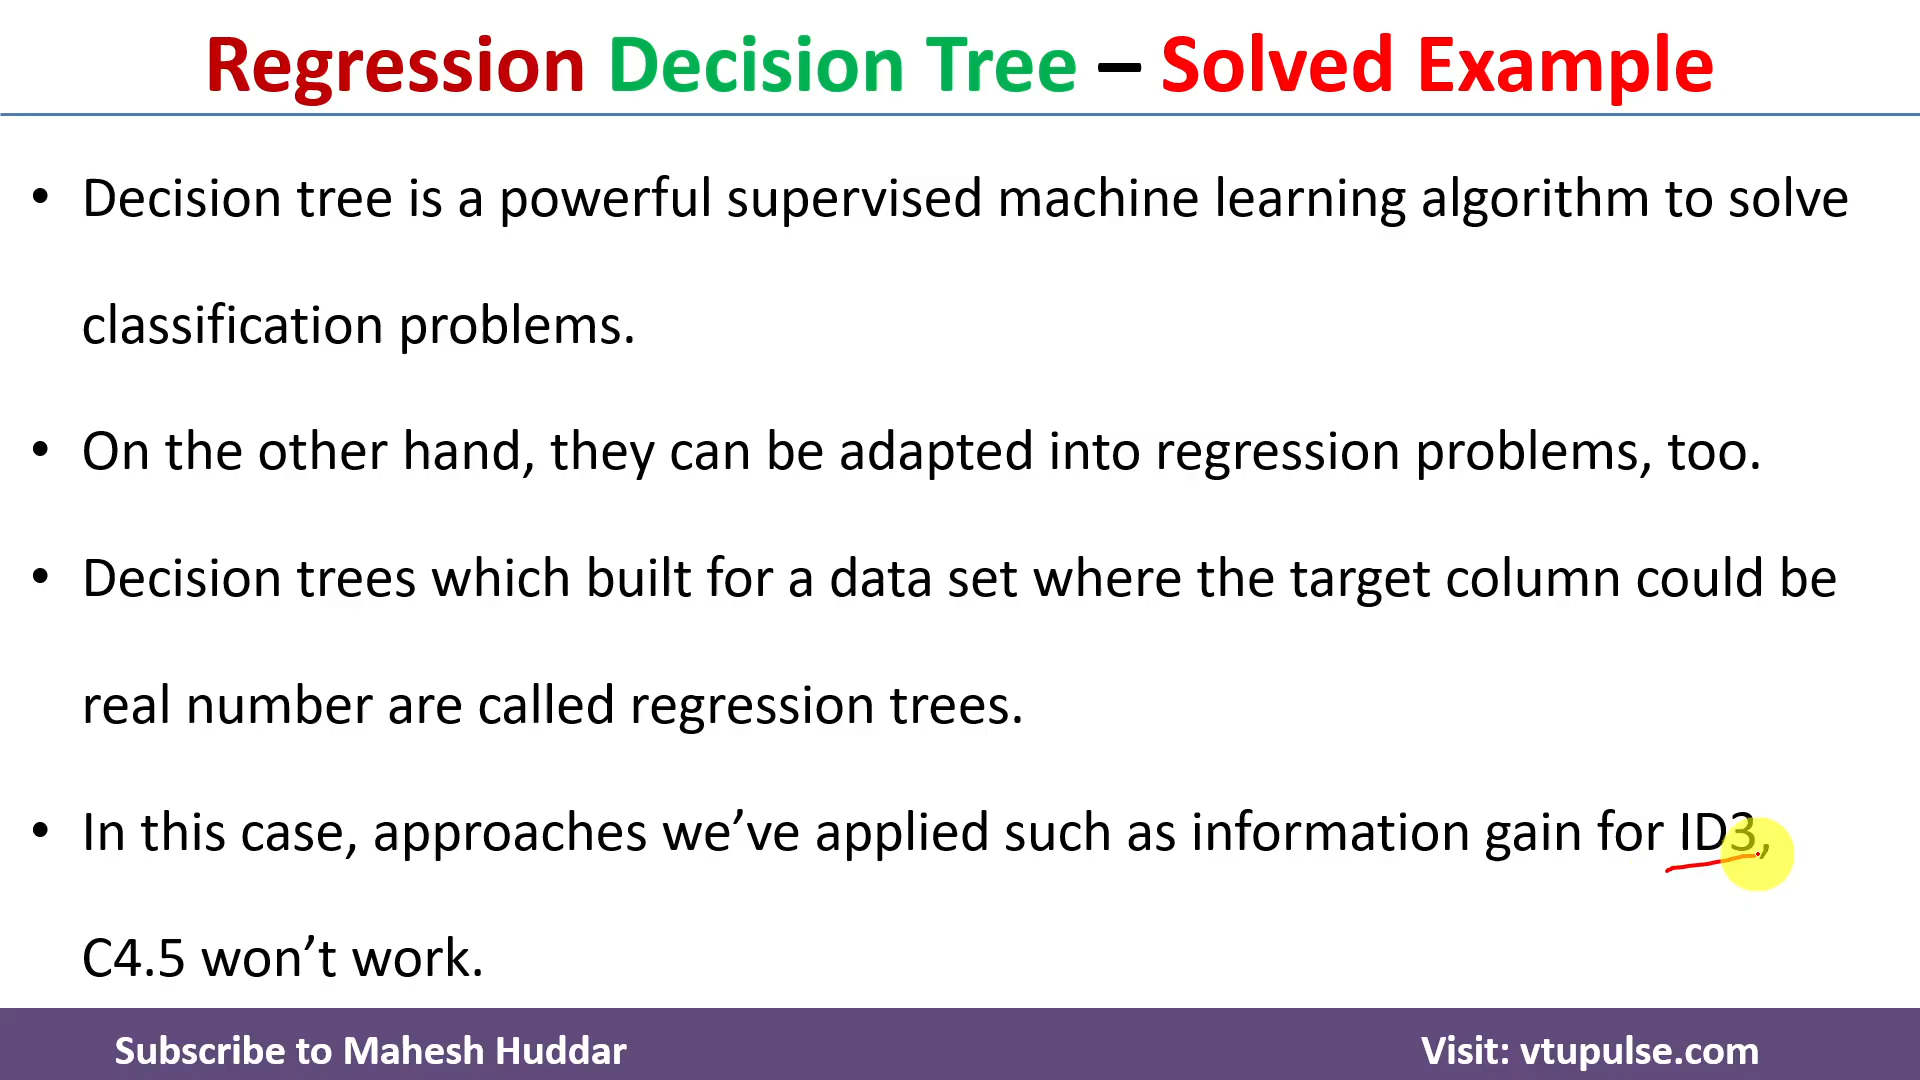 Regression Decision Tree – Solved Example
• Decision tree is a powerful supervised machine learning algorithm to solve
classification problems.
• On the other hand, they can be adapted into regression problems, too.
• Decision trees which built for a data set where the target column could be
real number are called regression trees.
• In this case, approaches we’ve applied such as information gain for ID3,
C4.5 won’t work.
Subscribe to Mahesh Huddar
Visit: vtupulse.com